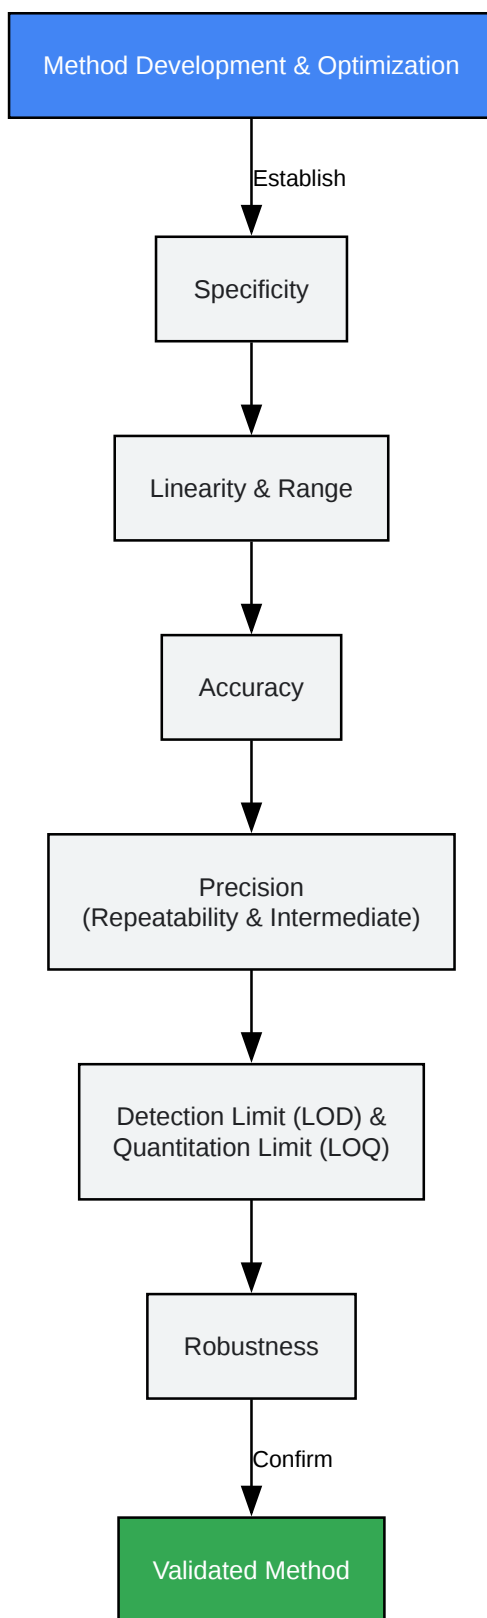 Method Development & Optimization
Establish
Specificity
Linearity & Range
Accuracy
Precision
(Repeatability & Intermediate)
Detection Limit (LOD) &
Quantitation Limit (LOQ)
Robustness
Confirm
Validated Method